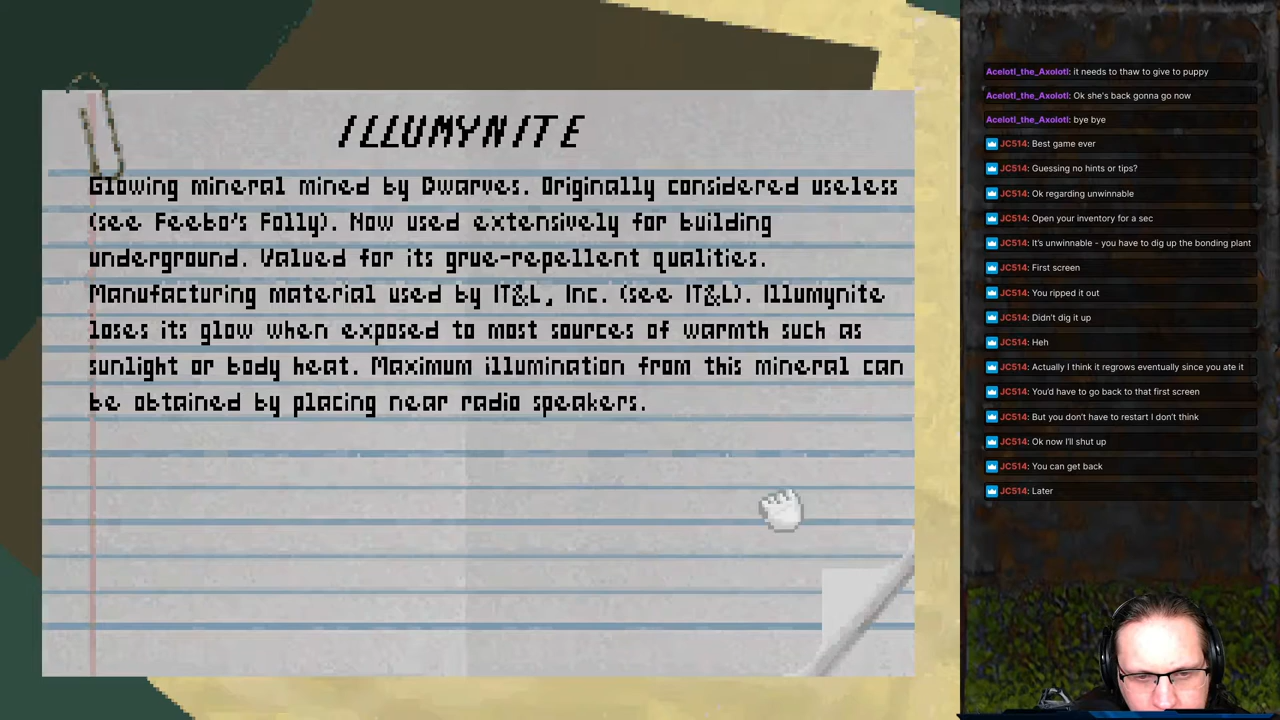 ILLUMYNITE
Glowing mineral mined by Dwarves. Originally considered useless
(see Feebo's Folly). Now used extensively for building
underground. Valued for its grue-repellent qualities.
Manufacturing material used by IT&L, Inc. (see IT&L). Illumynite
loses its glow when exposed to most sources of warmth such as
sunlight or body heat. Maximum illumination from this mineral can
be obtained by placing near radio speakers.
Acelotl_the_Axolotl: it needs to thaw to give to puppy
Acelotl_the_Axolotl: Ok she's back gonna go now
Acelotl_the_Axolotl: bye bye
JC514: Best game ever
JC514: Guessing no hints or tips?
JC514: Ok regarding unwinnable
JC514: Open your inventory for a sec
JC514: It's unwinnable - you have to dig up the bonding plant
JC514: First screen
JC514: You ripped it out
JC514: Didn't dig it up
JC514: Heh
JC514: Actually I think it regrows eventually since you ate it
JC514: You'd have to go back to that first screen
JC514: But you don't have to restart I don't think
JC514: Ok now I'll shut up
JC514: You can get back
JC514: Later